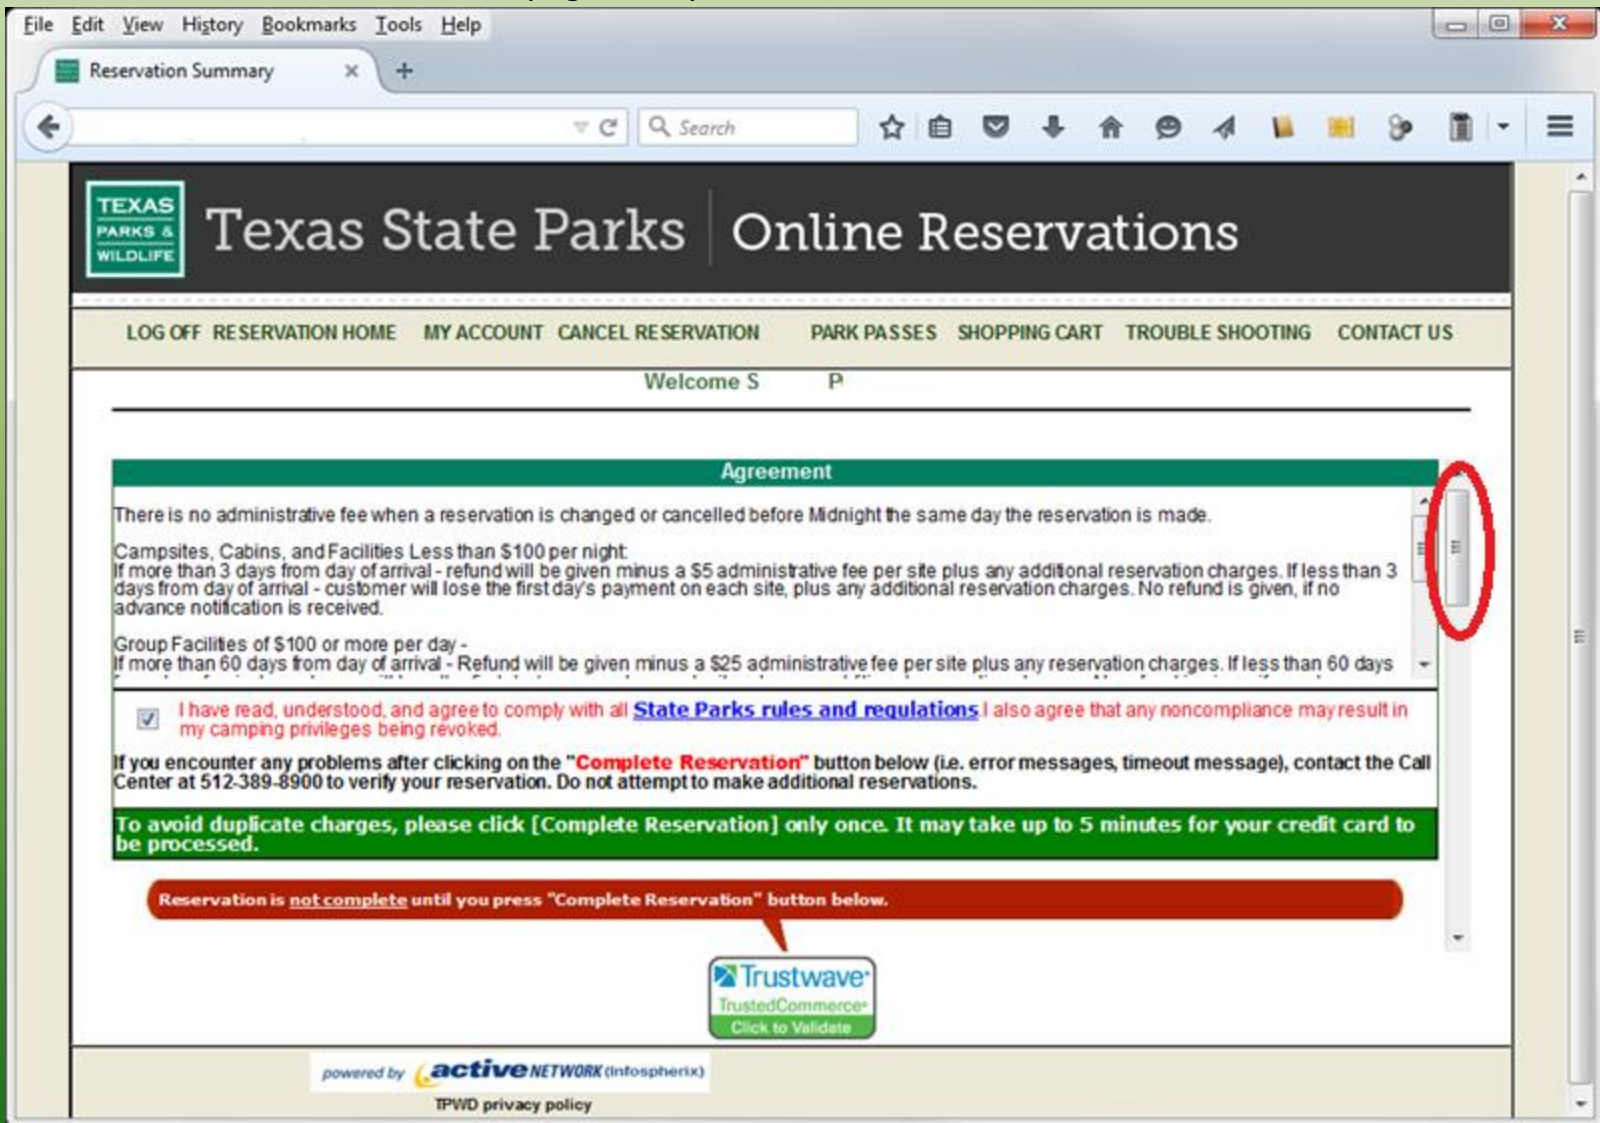 File Edit View History Bookmarks Tools Help
Reservation Summary
Search
TEXAS
PARKS &
WILDLIFE
Texas State Parks Online Reservations
LOG OFF RESERVATION HOME MY ACCOUNT CANCEL RESERVATION PARK PASSES SHOPPING CART TROUBLE SHOOTING CONTACT US
Welcome S P
Agreement
There is no administrative fee when a reservation is changed or cancelled before Midnight the same day the reservation is made.
Campsites, Cabins, and Facilities Less than $100 per night:
If more than 3 days from day of arrival - refund will be given minus a $5 administrative fee per site plus any additional reservation charges. If less than 3
days from day of arrival - customer will lose the first day's payment on each site, plus any additional reservation charges. No refund is given, if no
advance notification is received.
Group Facilities of $100 or more per day -
If more than 60 days from day of arrival - Refund will be given minus a $25 administrative fee per site plus any reservation charges. If less than 60 days
I have read, understood, and agree to comply with all State Parks rules and regulations.I also agree that any noncompliance may result in
my camping privileges being revoked.
If you encounter any problems after clicking on the "Complete Reservation" button below (i.e. error messages, timeout message), contact the Call
Center at 512-389-8900 to verify your reservation. Do not attempt to make additional reservations.
To avoid duplicate charges, please click [Complete Reservation] only once. It may take up to 5 minutes for your credit card to
be processed.
Reservation is not complete until you press "Complete Reservation" button below.
Trustwave
TrustedCommerce
Click to Validate
powered by active NETWORK (Infospherix)
TPWD privacy policy